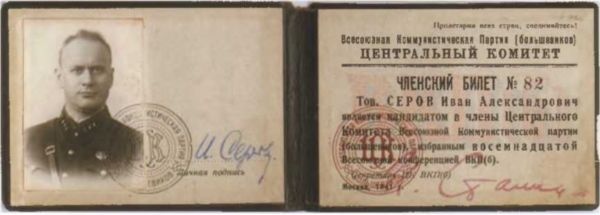 И. Серов
Личная подпись
Пролетарии всех стран, соединяйтесь!
Всесоюзная Коммунистическая Партия (большевиков)
ЦЕНТРАЛЬНЫЙ КОМИТЕТ
ЧЛЕНСКИЙ БИЛЕТ № 82
Тов. СЕРОВ Иван Александрович
является кандидатом в члены Центрального
Комитета Всесоюзной Коммунистической партии
(большевиков), избранным восемнадцатой
Всесоюзной конференцией ВКП(б).
Секретарь ЦК ВКП(б)
Москва, 1941 г.